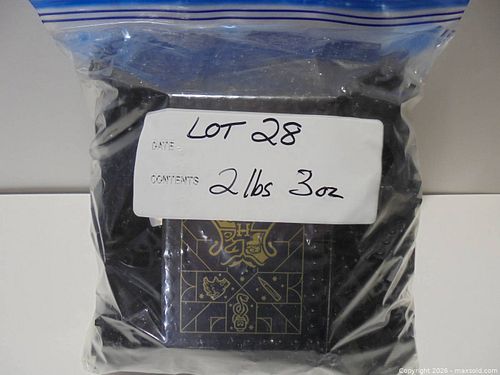 LOT 28
DATE
CONTENTS 2 lbs 3 oz
H
Copyright 2026 - maxsold.com